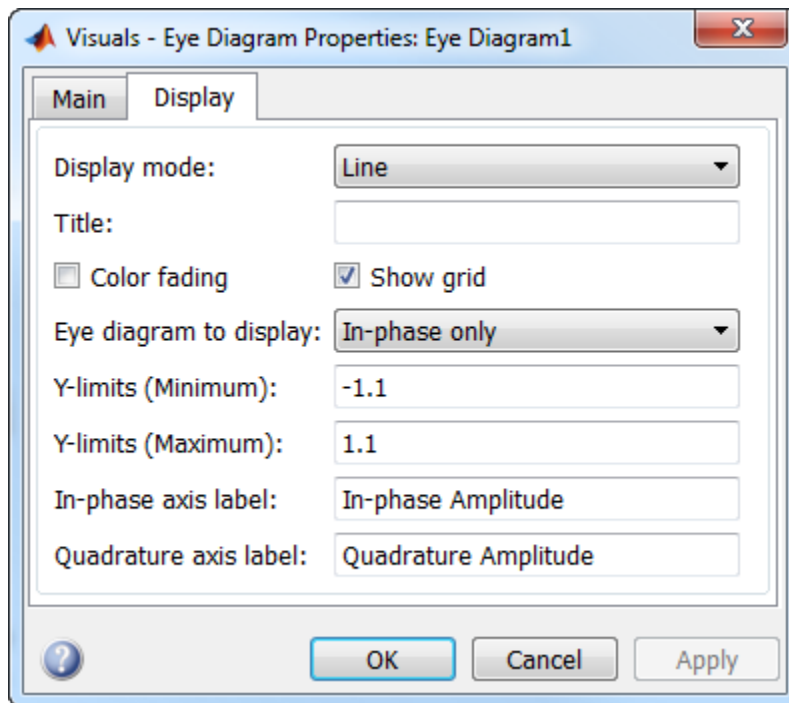 Visuals - Eye Diagram Properties: Eye Diagram1
Main Display
Display mode: Line
Title:
Color fading Show grid
Eye diagram to display: In-phase only
Y-limits (Minimum): -1.1
Y-limits (Maximum): 1.1
In-phase axis label: In-phase Amplitude
Quadrature axis label: Quadrature Amplitude
? OK Cancel Apply